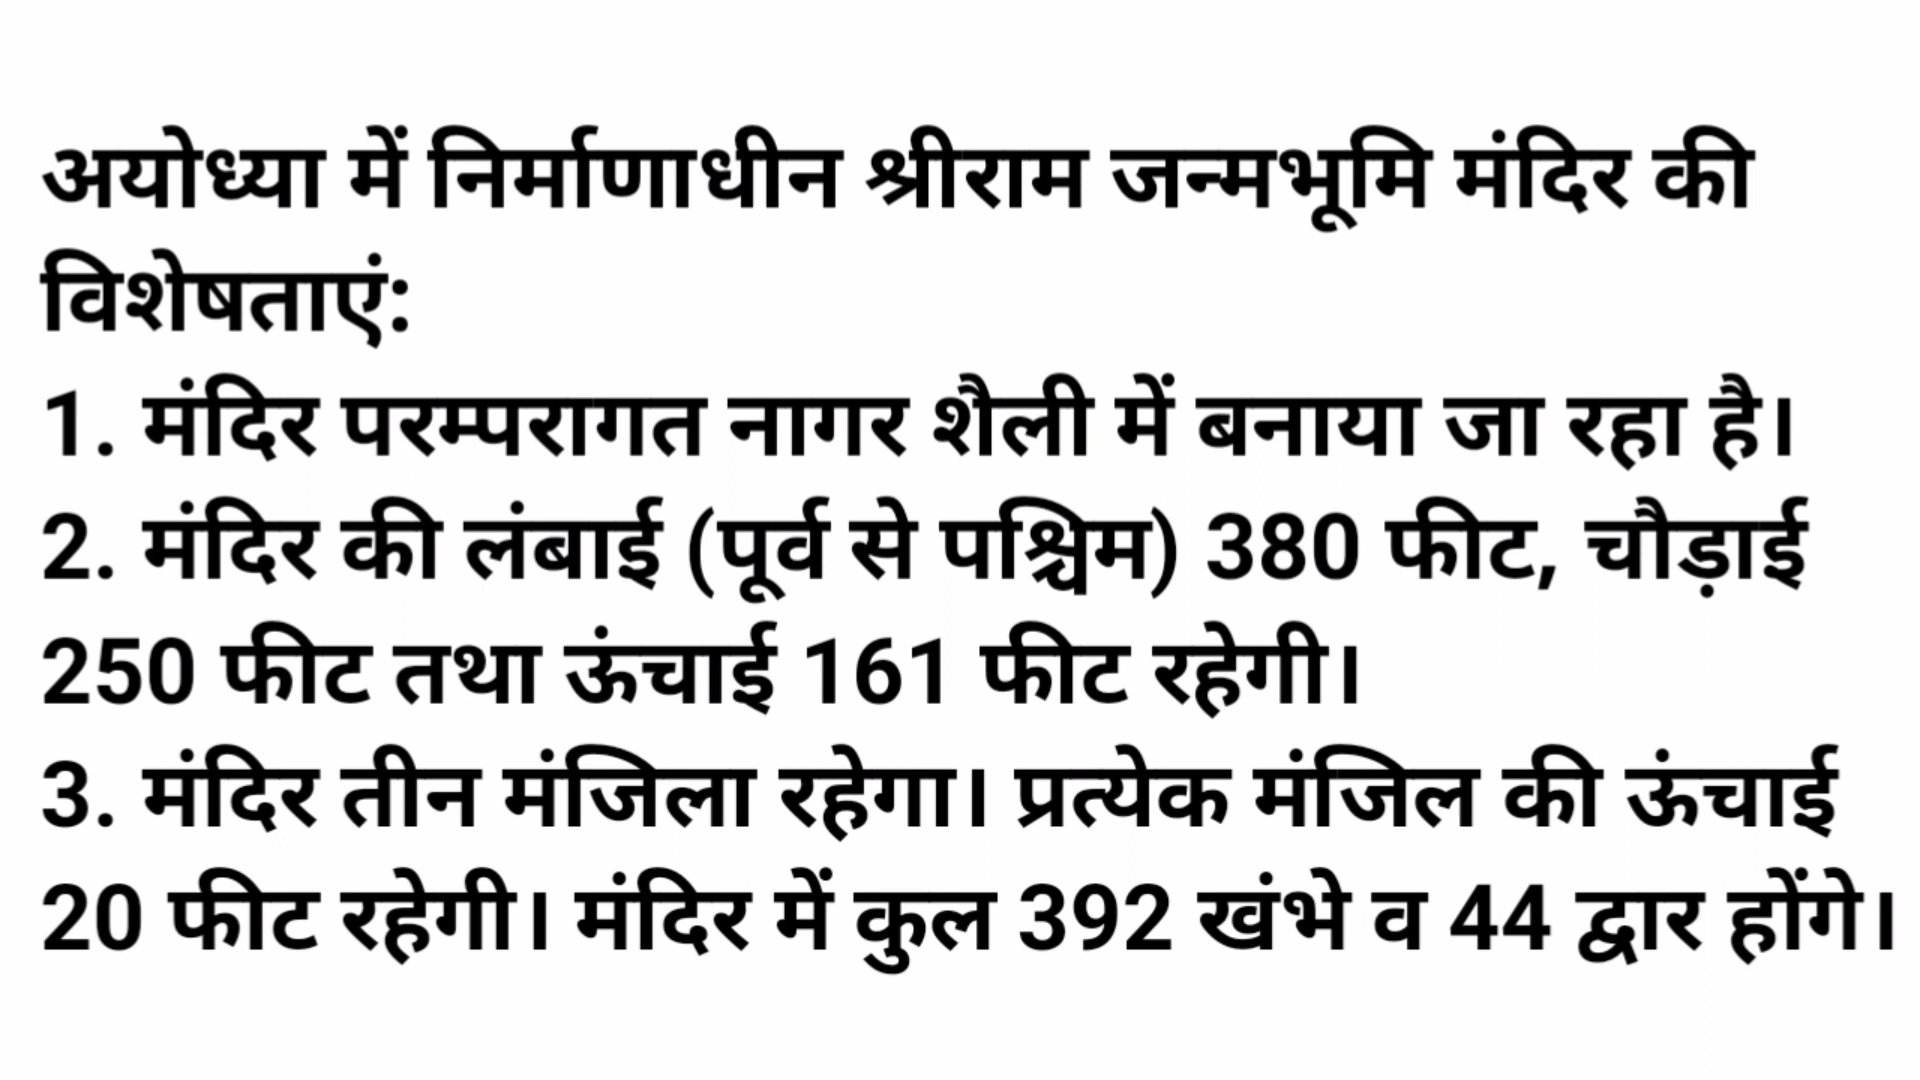 अयोध्या में निर्माणाधीन श्रीराम जन्मभूमि मंदिर की
विशेषताएं:
1. मंदिर परम्परागत नागर शैली में बनाया जा रहा है।
2. मंदिर की लंबाई (पूर्व से पश्चिम) 380 फीट, चौड़ाई
250 फीट तथा ऊंचाई 161 फीट रहेगी।
3. मंदिर तीन मंजिला रहेगा। प्रत्येक मंजिल की ऊंचाई
20 फीट रहेगी। मंदिर में कुल 392 खंभे व 44 द्वार होंगे।